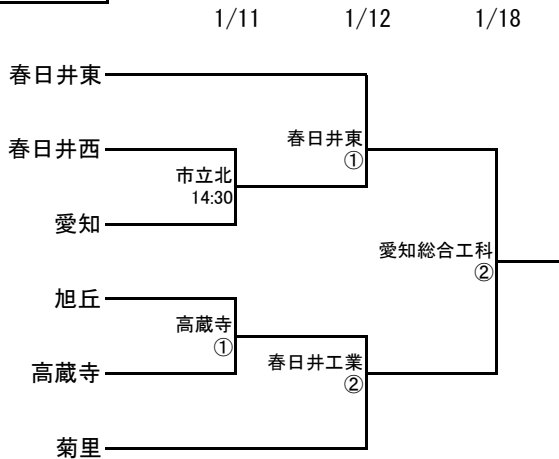 1/11 1/12 1/18
春日井東
春日井西
春日井東
①
市立北
14:30
愛知
愛知総合工科
②
旭丘
高蔵寺
①
高蔵寺
春日井工業
②
菊里